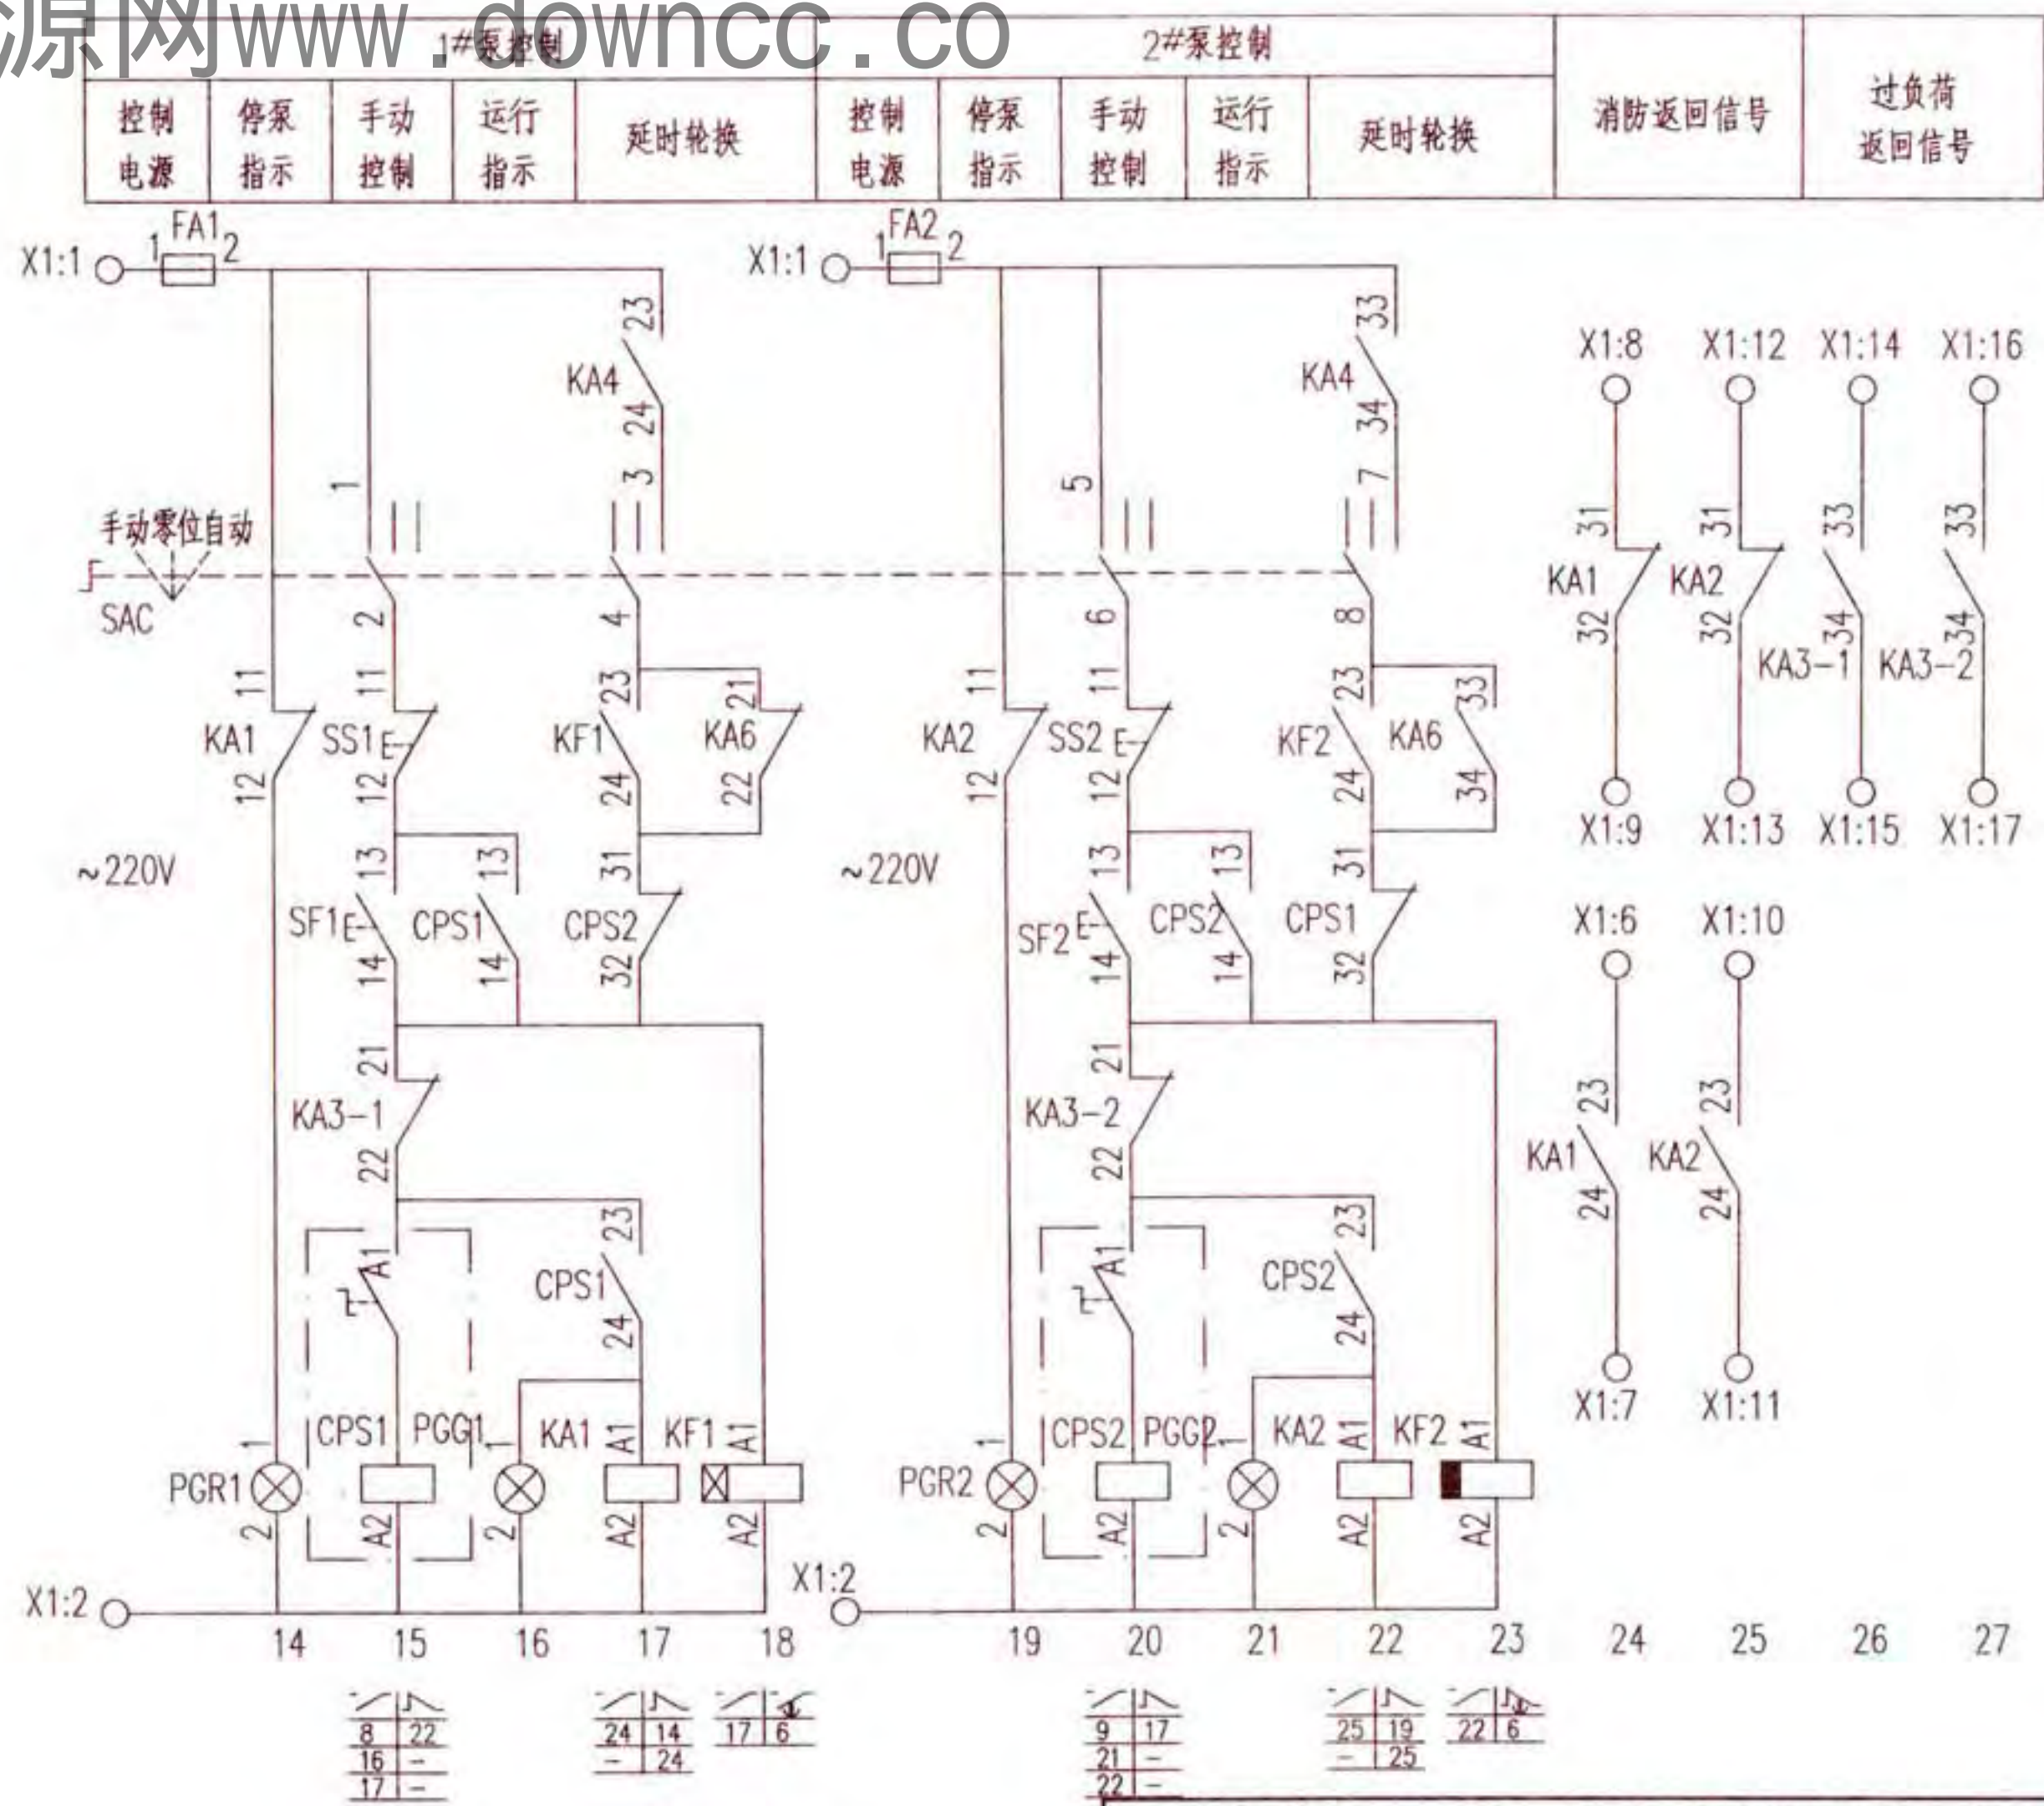 源网www.downcc.co
1#泵控制
2#泵控制
控制电源
停泵指示
手动控制
运行指示
延时轮换
控制电源
停泵指示
手动控制
运行指示
延时轮换
消防返回信号
过负荷
返回信号
FA1
X1:1
1
2
FA2
X1:1
1
2
23
KA4
24
3
33
KA4
34
7
X1:8
X1:12
X1:14
X1:16
1
5
手动零位自动
SAC
2
4
6
8
31
31
33
33
KA1
KA2
32
32
34
34
KA3-1
KA3-2
11
11
23
21
11
11
23
33
KA1
SS1
KF1
KA6
KA2
SS2
KF2
KA6
12
12
24
22
12
12
24
34
X1:9
X1:13
X1:15
X1:17
~220V
13
13
31
~220V
13
13
31
SF1
CPS1
CPS2
SF2
CPS2
CPS1
X1:6
X1:10
14
14
32
14
14
32
21
21
KA3-1
KA3-2
22
22
23
23
KA1
KA2
24
24
A1
23
A1
23
CPS1
CPS2
24
24
X1:7
X1:11
1
CPS1
PGG1
1
KA1
A1
KF1
A1
1
CPS2
PGG2
1
KA2
A1
KF2
A1
PGR1
PGR2
2
A2
2
A2
A2
2
A2
2
A2
A2
X1:2
X1:2
14
15
16
17
18
19
20
21
22
23
24
25
26
27
8 22
24 14
17 6
9 17
25 19
22 6
16 -
- 24
21 -
- 25
17 -
22 -